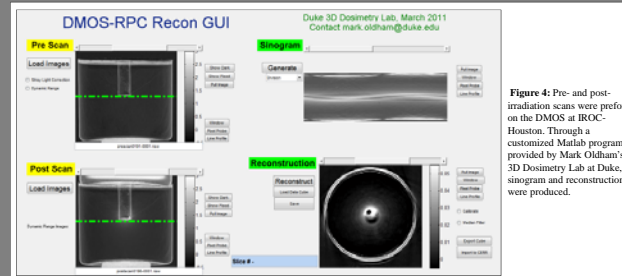 DMOS-RPC Recon GUI
Duke 3D Dosimetry Lab, March 2011
Contact mark.oldham@duke.edu
Pre Scan
Load Images
Stray Light Correction
Dynamic Range
Show Dark
Show Flood
Full Image
Window
Pixel Probe
Line Profile
Sinogram
Generate
Full Image
Window
Pixel Probe
Line Profile
Post Scan
Load Images
Dynamic Range Images
Show Dark
Show Flood
Full Image
Window
Pixel Probe
Line Profile
Reconstruction
Reconstruct
Load Data Cube
Save
Slice # -
Full Image
Window
Pixel Probe
Line Profile
Calibrate
Median Filter
Export Cube
Import to CERR
Figure 4: Pre- and post-
irradiation scans were prefo
on the DMOS at IROC-
Houston. Through a
customized Matlab program
provided by Mark Oldham's
3D Dosimetry Lab at Duke,
sinogram and reconstruction
were produced.